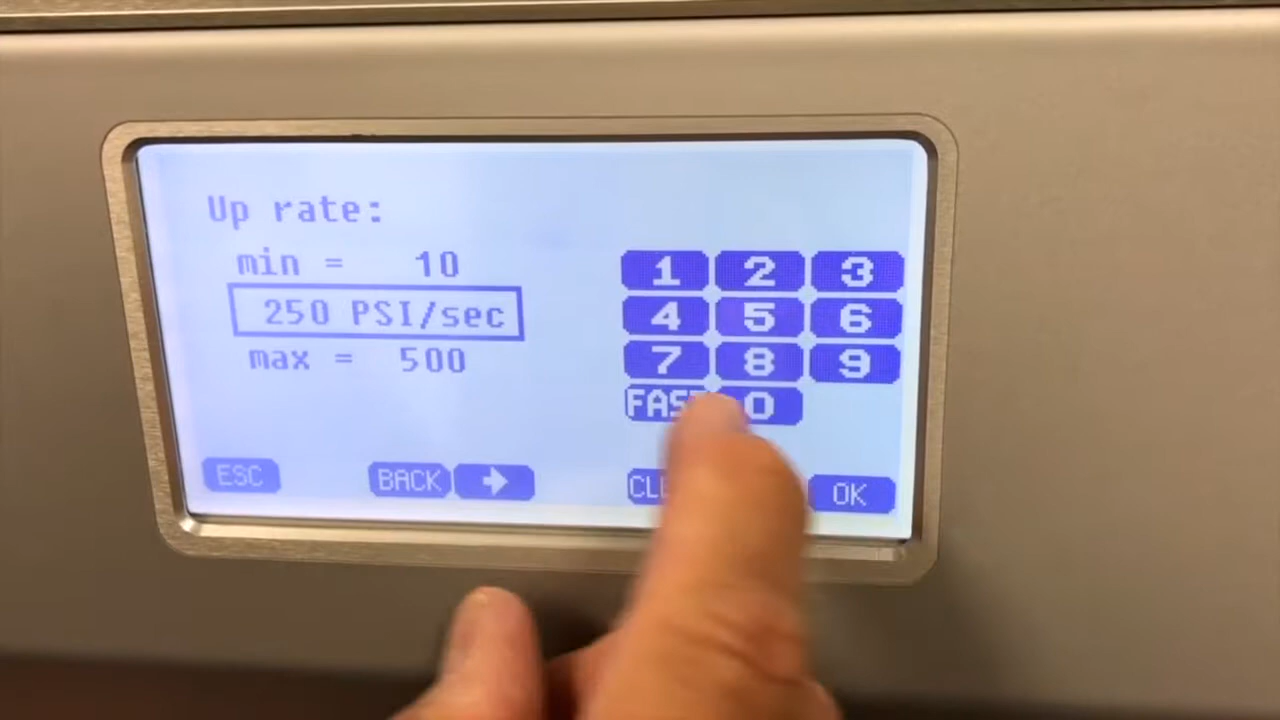 Up rate:
min = 10
250 PSI/sec
max = 500
1 2 3
4 5 6
7 8 9
0
ESC BACK → OK